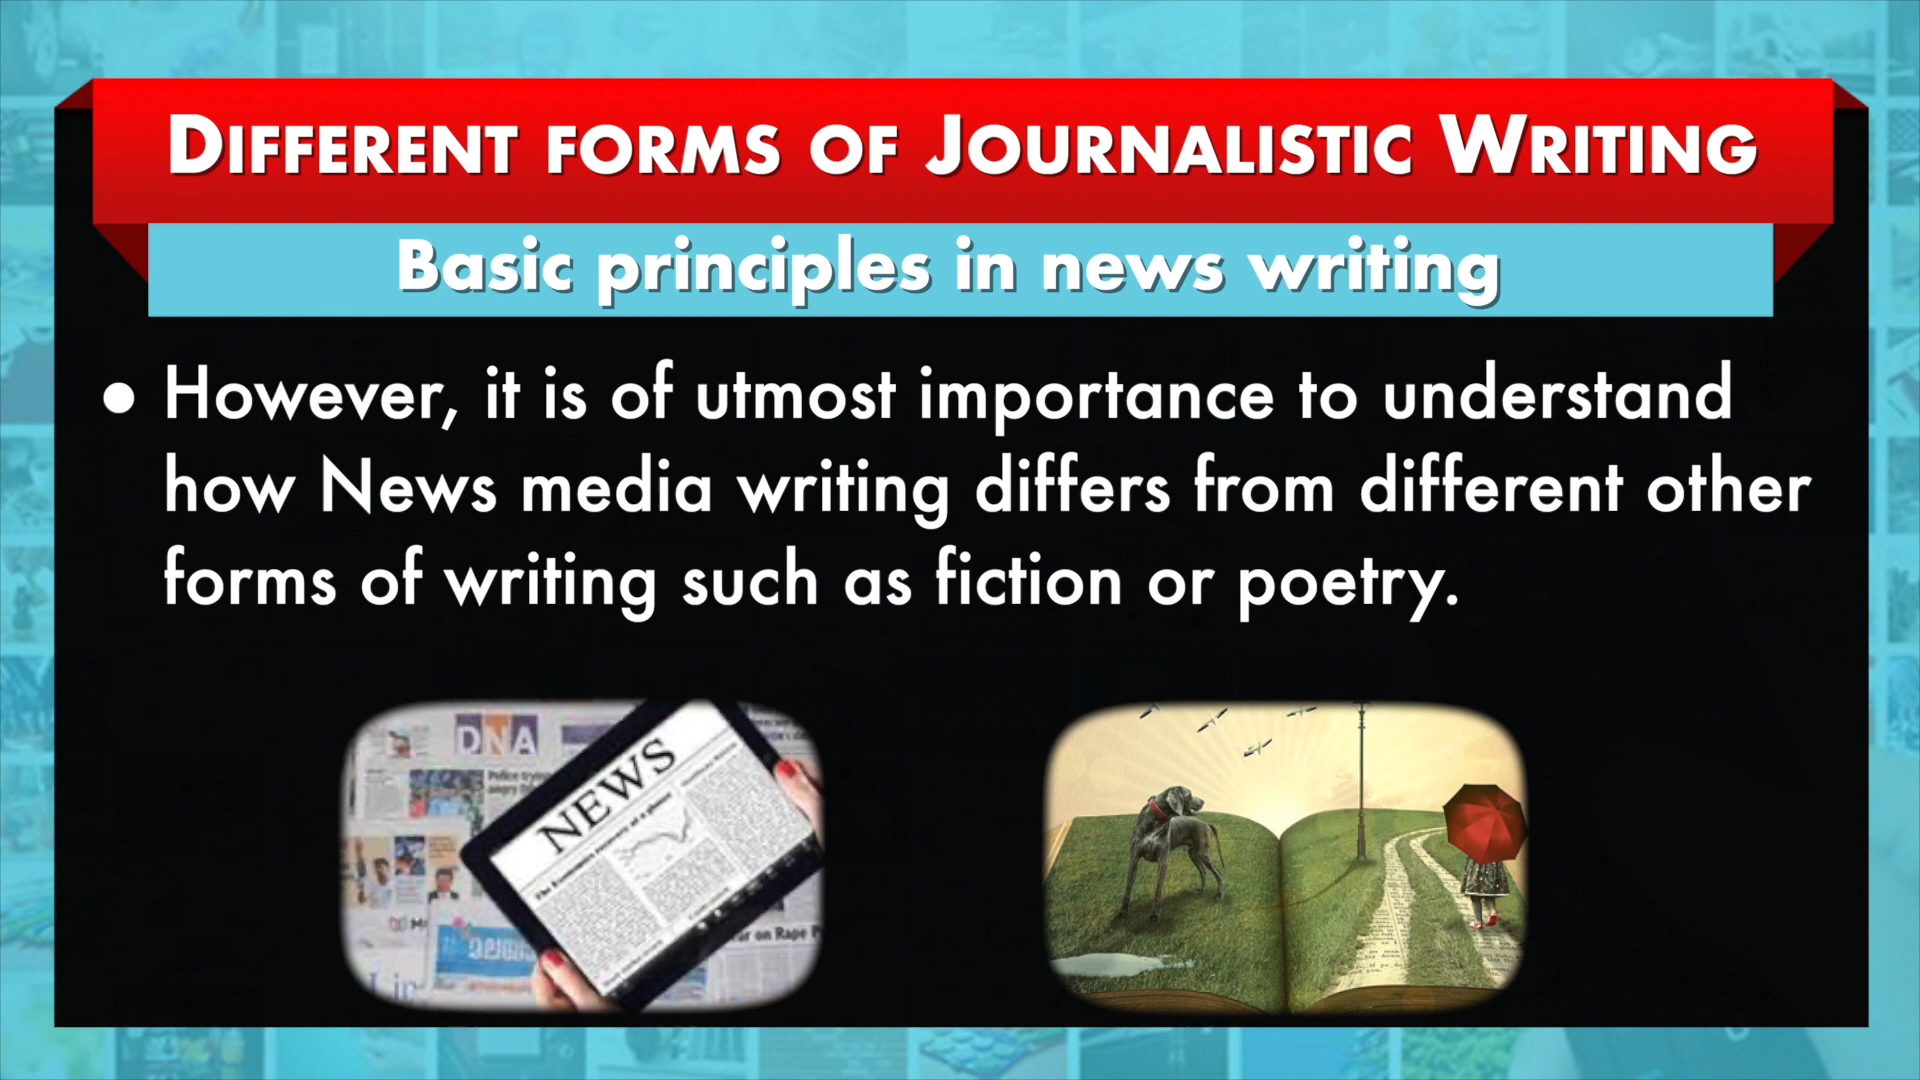 DIFFERENT FORMS OF JOURNALISTIC WRITING
Basic principles in news writing
• However, it is of utmost importance to understand
how News media writing differs from different other
forms of writing such as fiction or poetry.
DNA
NEWS